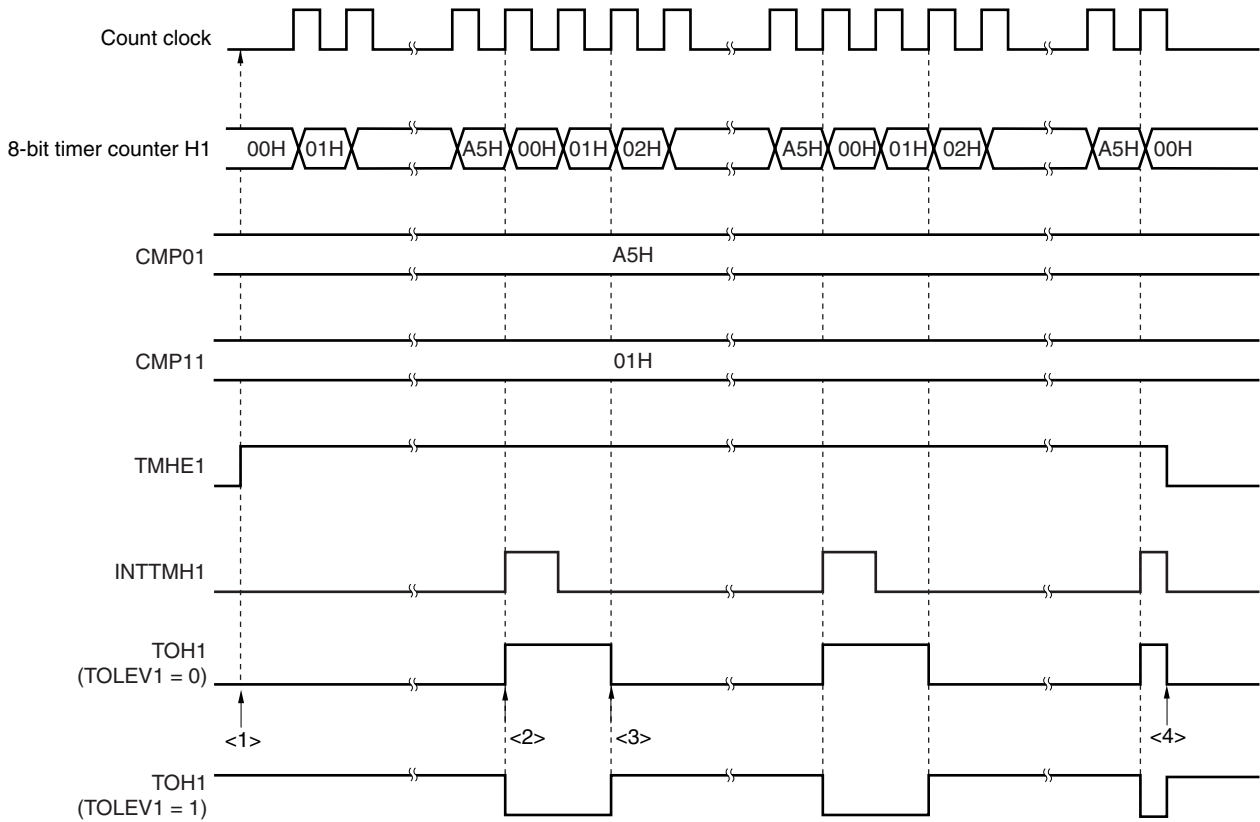 Count clock
8-bit timer counter H1 00H 01H A5H 00H 01H 02H A5H 00H 01H 02H A5H 00H
CMP01 A5H
CMP11 01H
TMHE1
INTTMH1
TOH1
(TOLEV1 = 0)
<1> <2> <3> <4>
TOH1
(TOLEV1 = 1)